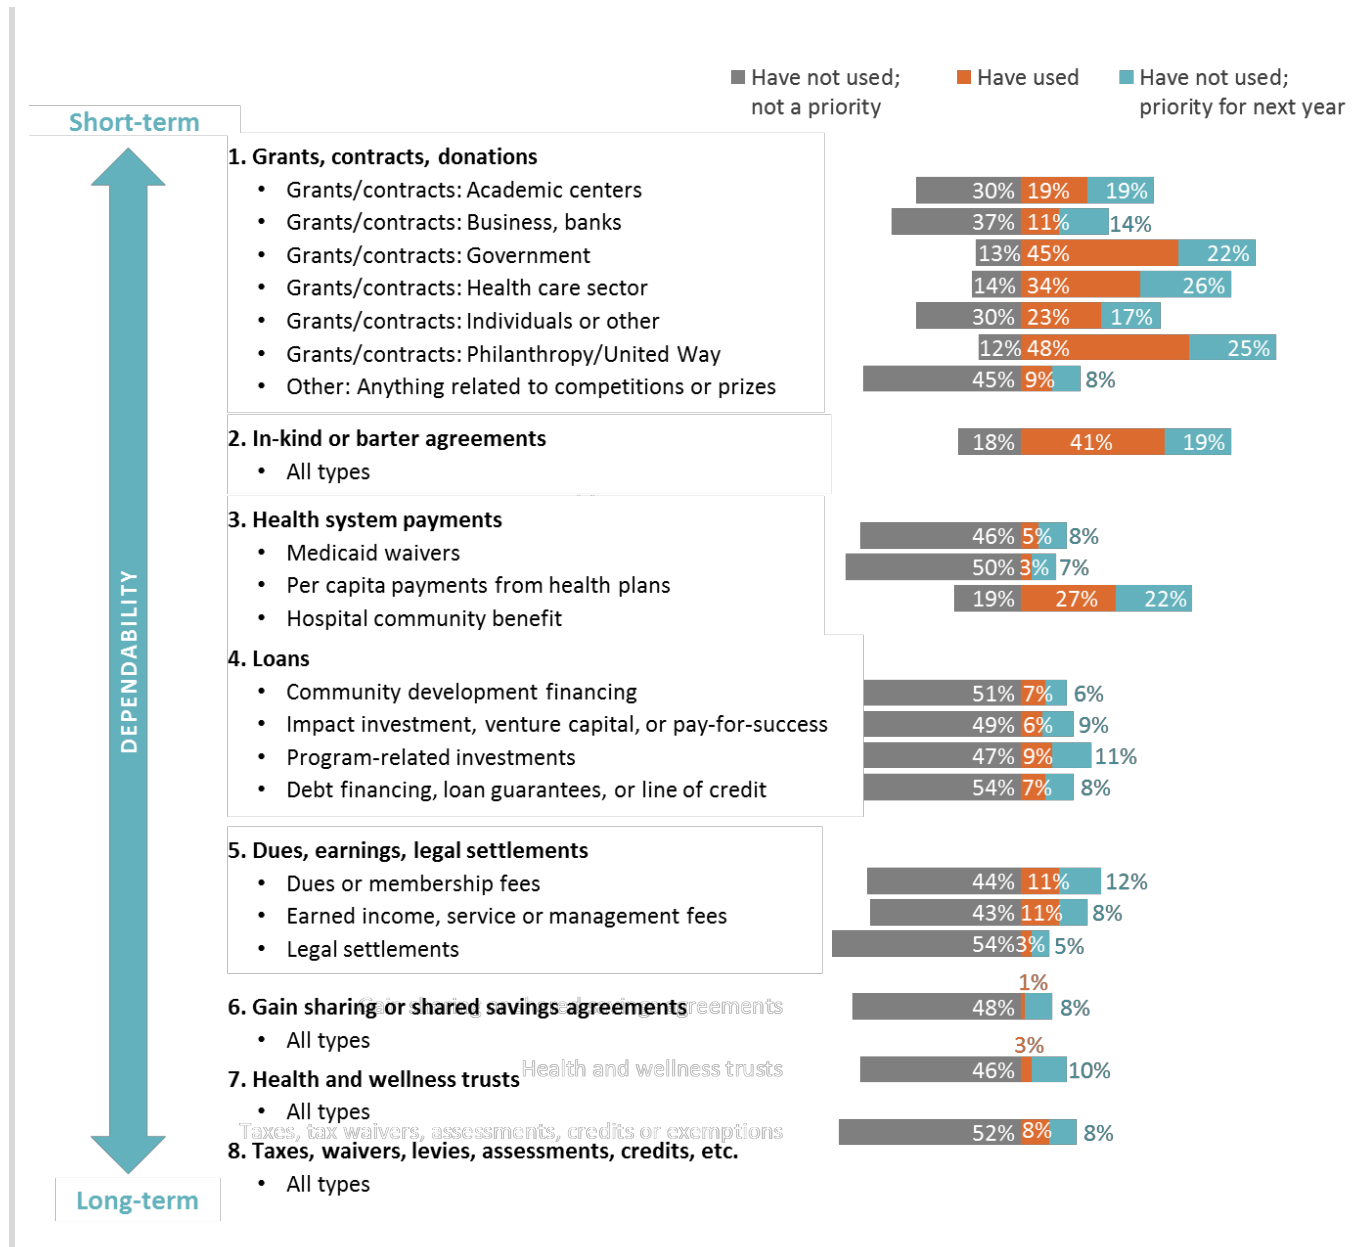 Have not used; not a priority
Have used
Have not used; priority for next year
Short-term
DEPENDABILITY
Long-term
1. Grants, contracts, donations
• Grants/contracts: Academic centers 30% 19% 19%
• Grants/contracts: Business, banks 37% 11% 14%
• Grants/contracts: Government 13% 45% 22%
• Grants/contracts: Health care sector 14% 34% 26%
• Grants/contracts: Individuals or other 30% 23% 17%
• Grants/contracts: Philanthropy/United Way 12% 48% 25%
• Other: Anything related to competitions or prizes 45% 9% 8%
2. In-kind or barter agreements 18% 41% 19%
• All types
3. Health system payments
• Medicaid waivers 46% 5% 8%
• Per capita payments from health plans 50% 3% 7%
• Hospital community benefit 19% 27% 22%
4. Loans
• Community development financing 51% 7% 6%
• Impact investment, venture capital, or pay-for-success 49% 6% 9%
• Program-related investments 47% 9% 11%
• Debt financing, loan guarantees, or line of credit 54% 7% 8%
5. Dues, earnings, legal settlements
• Dues or membership fees 44% 11% 12%
• Earned income, service or management fees 43% 11% 8%
• Legal settlements 54% 3% 5%
1%
6. Gain sharing or shared savings agreements 48% 8%
Gain sharing or shared savings agreements
• All types
3%
Health and wellness trusts 46% 10%
7. Health and wellness trusts
• All types
Taxes, tax waivers, assessments, credits or exemptions 52% 8% 8%
8. Taxes, waivers, levies, assessments, credits, etc.
• All types